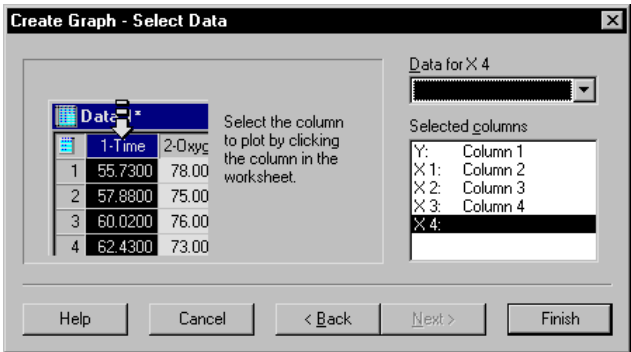 Create Graph - Select Data
Data for X 4
Data *
1-Time 2-Oxyg
1 55.7300 78.00
2 57.8800 75.00
3 60.0200 76.00
4 62.4300 73.00
Select the column
to plot by clicking
the column in the
worksheet.
Selected columns
Y: Column 1
X 1: Column 2
X 2: Column 3
X 3: Column 4
X 4:
Help Cancel < Back Next > Finish